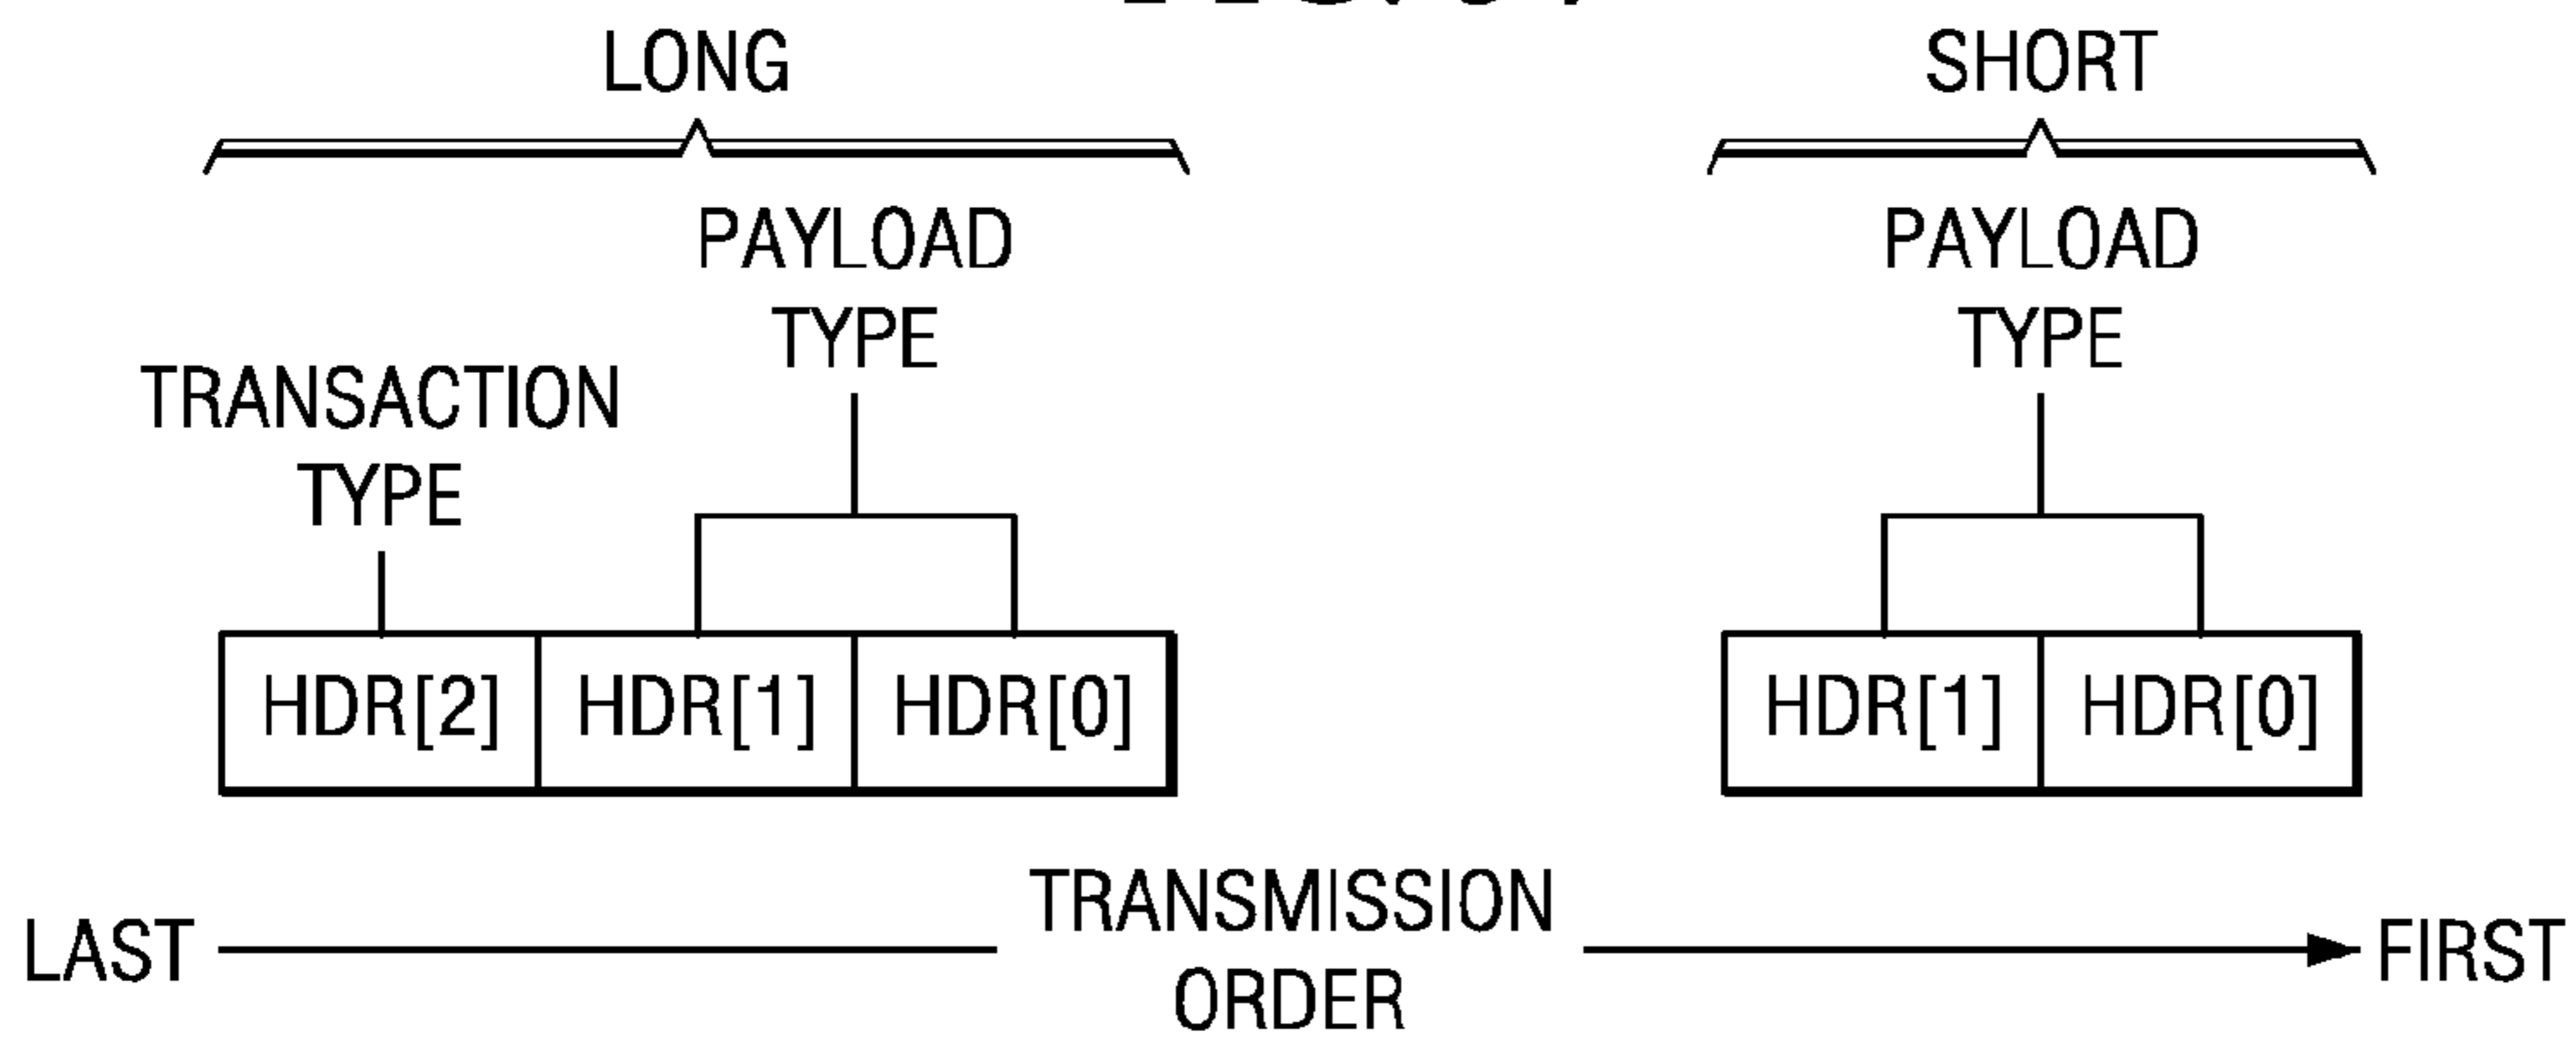 LONG
SHORT
PAYLOAD
TYPE
PAYLOAD
TYPE
TRANSACTION
TYPE
HDR[2] HDR[1] HDR[0]
HDR[1] HDR[0]
LAST
TRANSMISSION
ORDER
FIRST